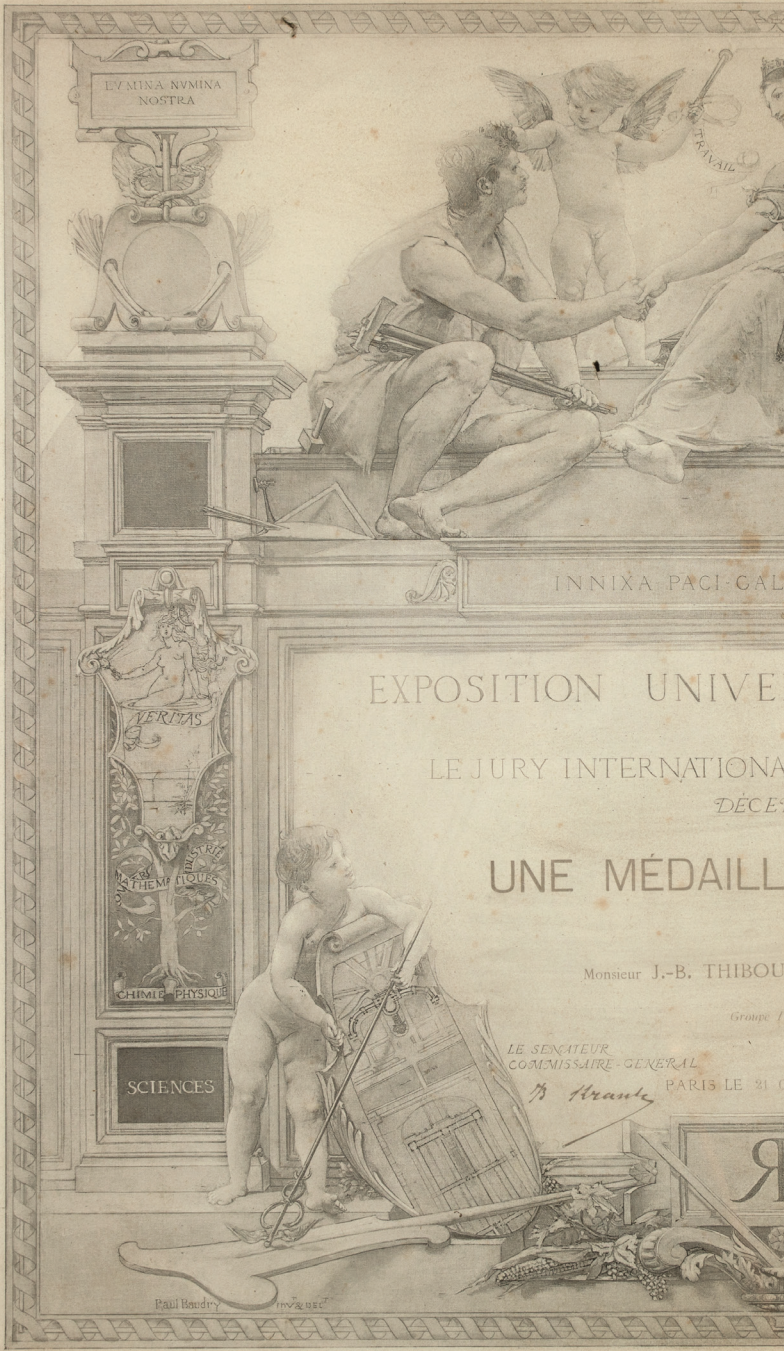 LVMINA NVMINA
NOSTRA
TRAVAIL
INNIXA PACI·GAL
EXPOSITION UNIVE
LE JURY INTERNATIONA
DÉCE
UNE MÉDAILL
Monsieur J.-B. THIBOU
Groupe
LE SENATEUR
COMMISSAIRE-GENERAL
PARIS LE 21 O
VERITAS
MATHEMATIQUES
CHIMIE PHYSIQUE
SCIENCES
R
Paul Baudry